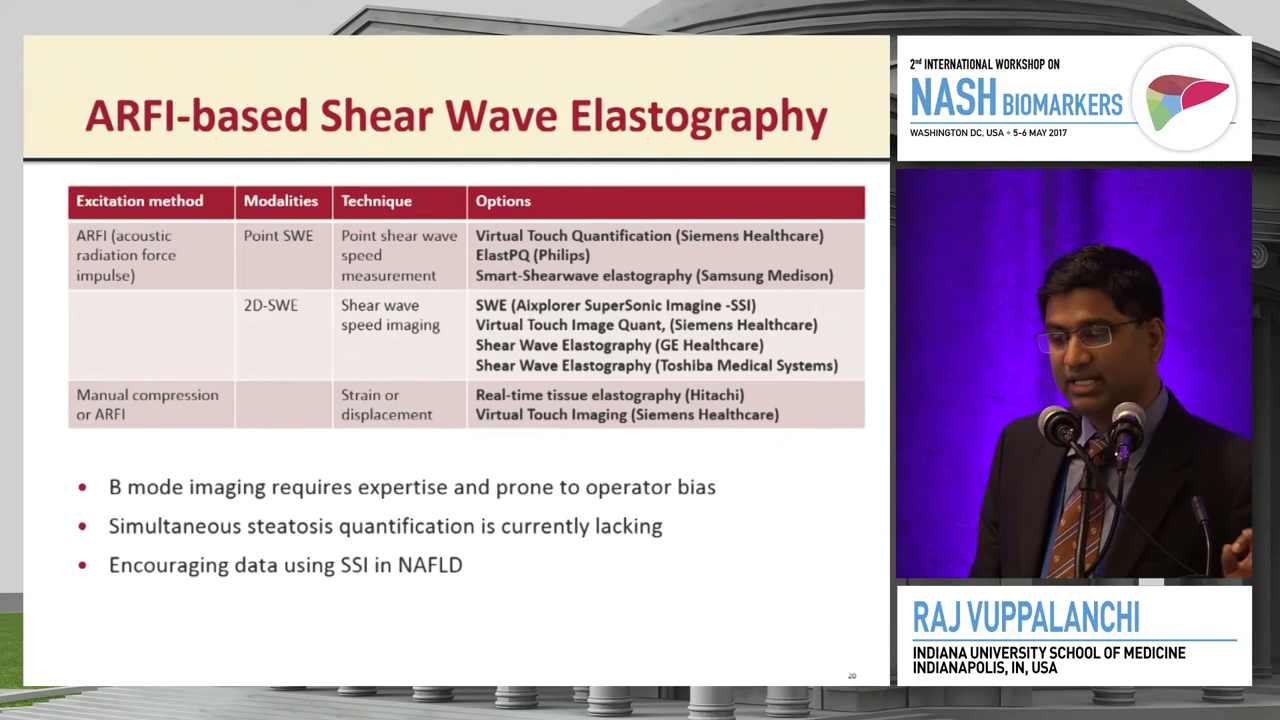 ARFI-based Shear Wave Elastography
Excitation method Modalities Technique Options
ARFI (acoustic radiation force impulse) Point SWE Point shear wave speed measurement Virtual Touch Quantification (Siemens Healthcare)
ElastPQ (Philips)
Smart-Shearwave elastography (Samsung Medison)
2D-SWE Shear wave speed imaging SWE (Aixplorer SuperSonic Imagine -SSI)
Virtual Touch Image Quant, (Siemens Healthcare)
Shear Wave Elastography (GE Healthcare)
Shear Wave Elastography (Toshiba Medical Systems)
Manual compression or ARFI Strain or displacement Real-time tissue elastography (Hitachi)
Virtual Touch Imaging (Siemens Healthcare)
• B mode imaging requires expertise and prone to operator bias
• Simultaneous steatosis quantification is currently lacking
• Encouraging data using SSI in NAFLD
20
2nd INTERNATIONAL WORKSHOP ON
NASH BIOMARKERS
WASHINGTON DC, USA • 5-6 MAY 2017
RAJ VUPPALANCHI
INDIANA UNIVERSITY SCHOOL OF MEDICINE
INDIANAPOLIS, IN, USA